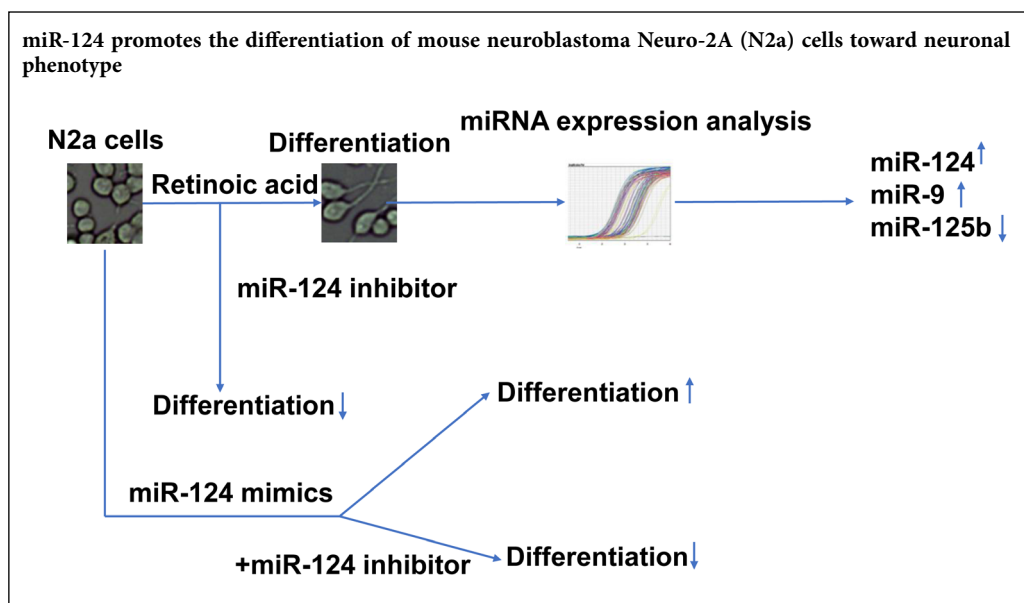 miR-124 promotes the differentiation of mouse neuroblastoma Neuro-2A (N2a) cells toward neuronal
phenotype
N2a cells
Differentiation
miRNA expression analysis
Retinoic acid
miR-124↑
miR-9 ↑
miR-125b↓
miR-124 inhibitor
Differentiation↓
Differentiation↑
miR-124 mimics
+miR-124 inhibitor
Differentiation↓